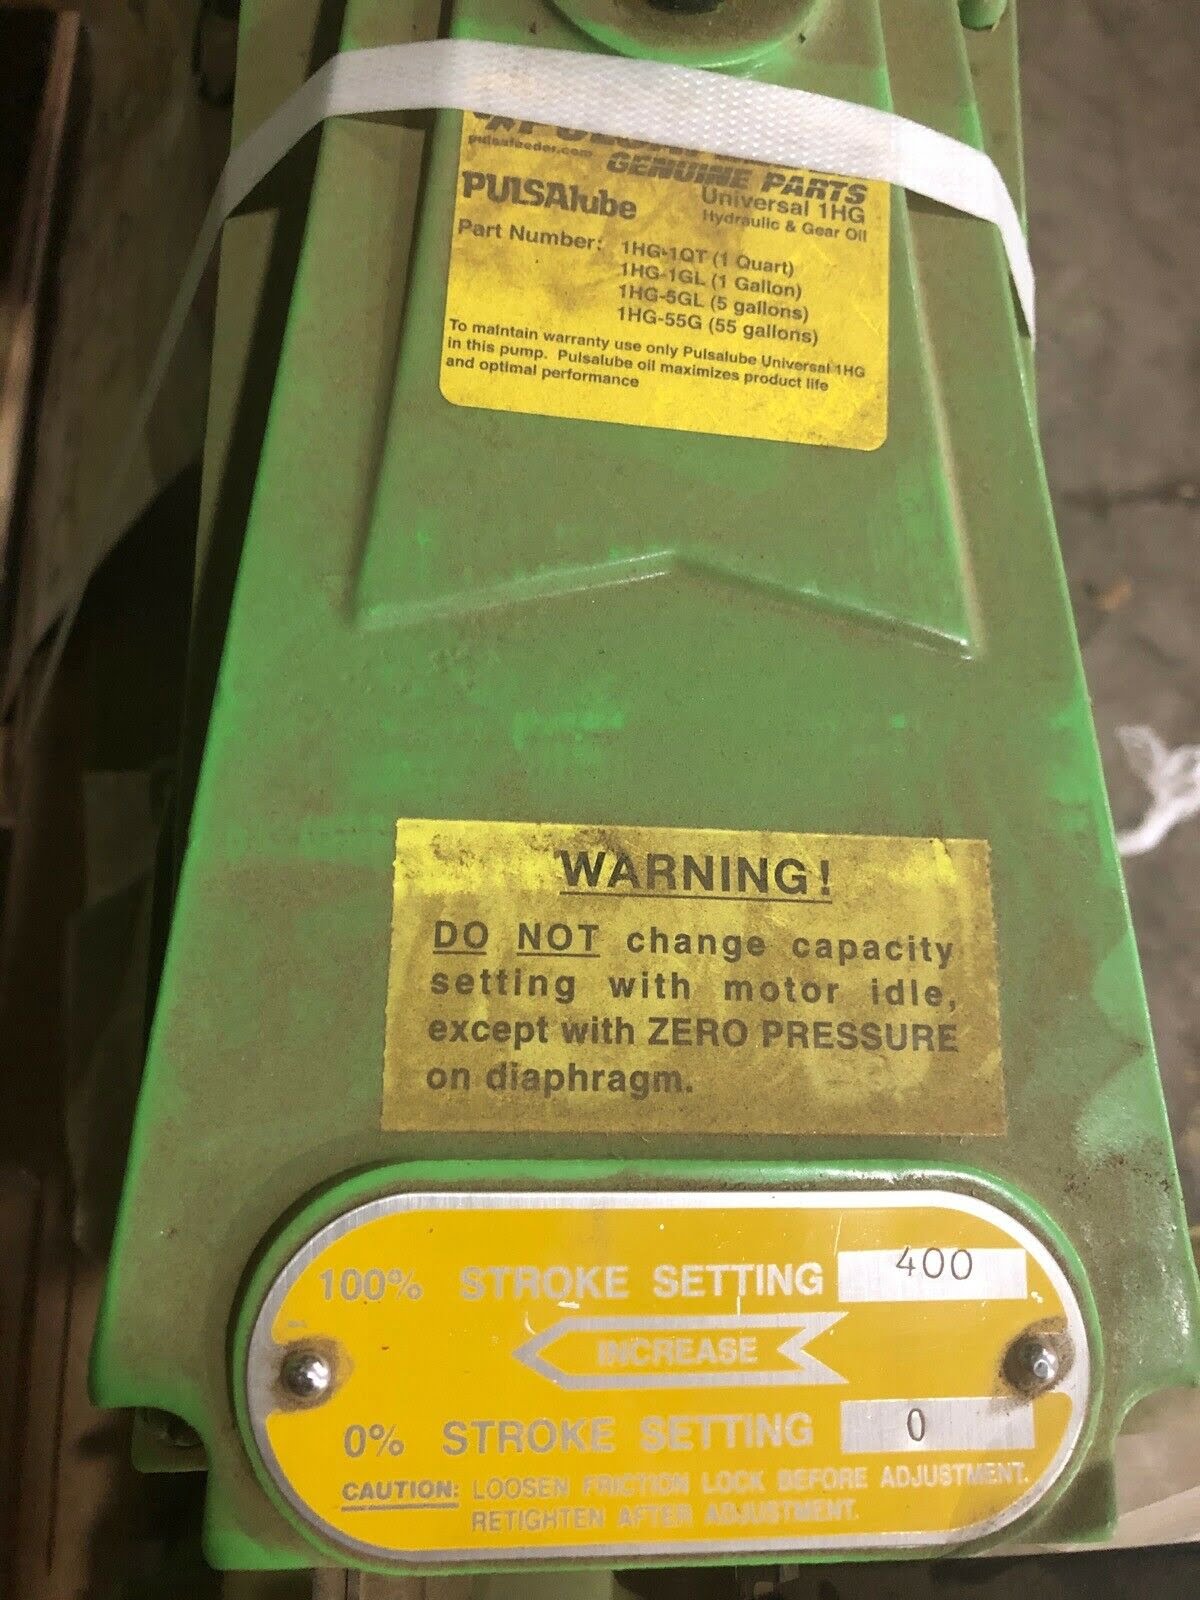 pulsafeeder.com
GENUINE PARTS
PULSAlube
Universal 1HG
Hydraulic & Gear Oil
Part Number: 1HG-1QT (1 Quart)
1HG-1GL (1 Gallon)
1HG-5GL (5 gallons)
1HG-55G (55 gallons)
To maintain warranty use only Pulsalube Universal 1HG
in this pump. Pulsalube oil maximizes product life
and optimal performance
WARNING!
DO NOT change capacity
setting with motor idle,
except with ZERO PRESSURE
on diaphragm.
100% STROKE SETTING 400
INCREASE
0% STROKE SETTING 0
CAUTION: LOOSEN FRICTION LOCK BEFORE ADJUSTMENT.
RETIGHTEN AFTER ADJUSTMENT.